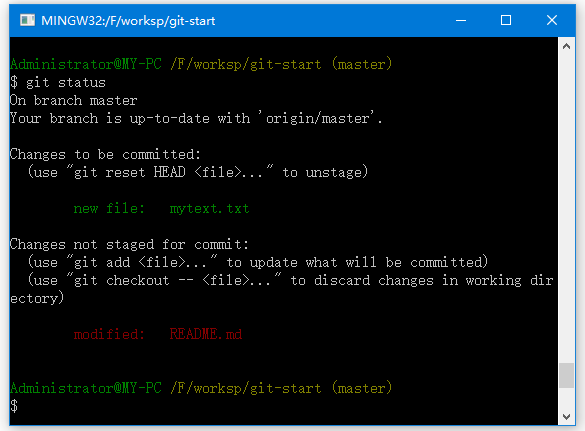 MINGW32:/F/worksp/git-start
Administrator@MY-PC /F/worksp/git-start (master)
$ git status
On branch master
Your branch is up-to-date with 'origin/master'.
Changes to be committed:
(use "git reset HEAD <file>..." to unstage)
new file: mytext.txt
Changes not staged for commit:
(use "git add <file>..." to update what will be committed)
(use "git checkout -- <file>..." to discard changes in working dir
ectory)
modified: README.md
Administrator@MY-PC /F/worksp/git-start (master)
$